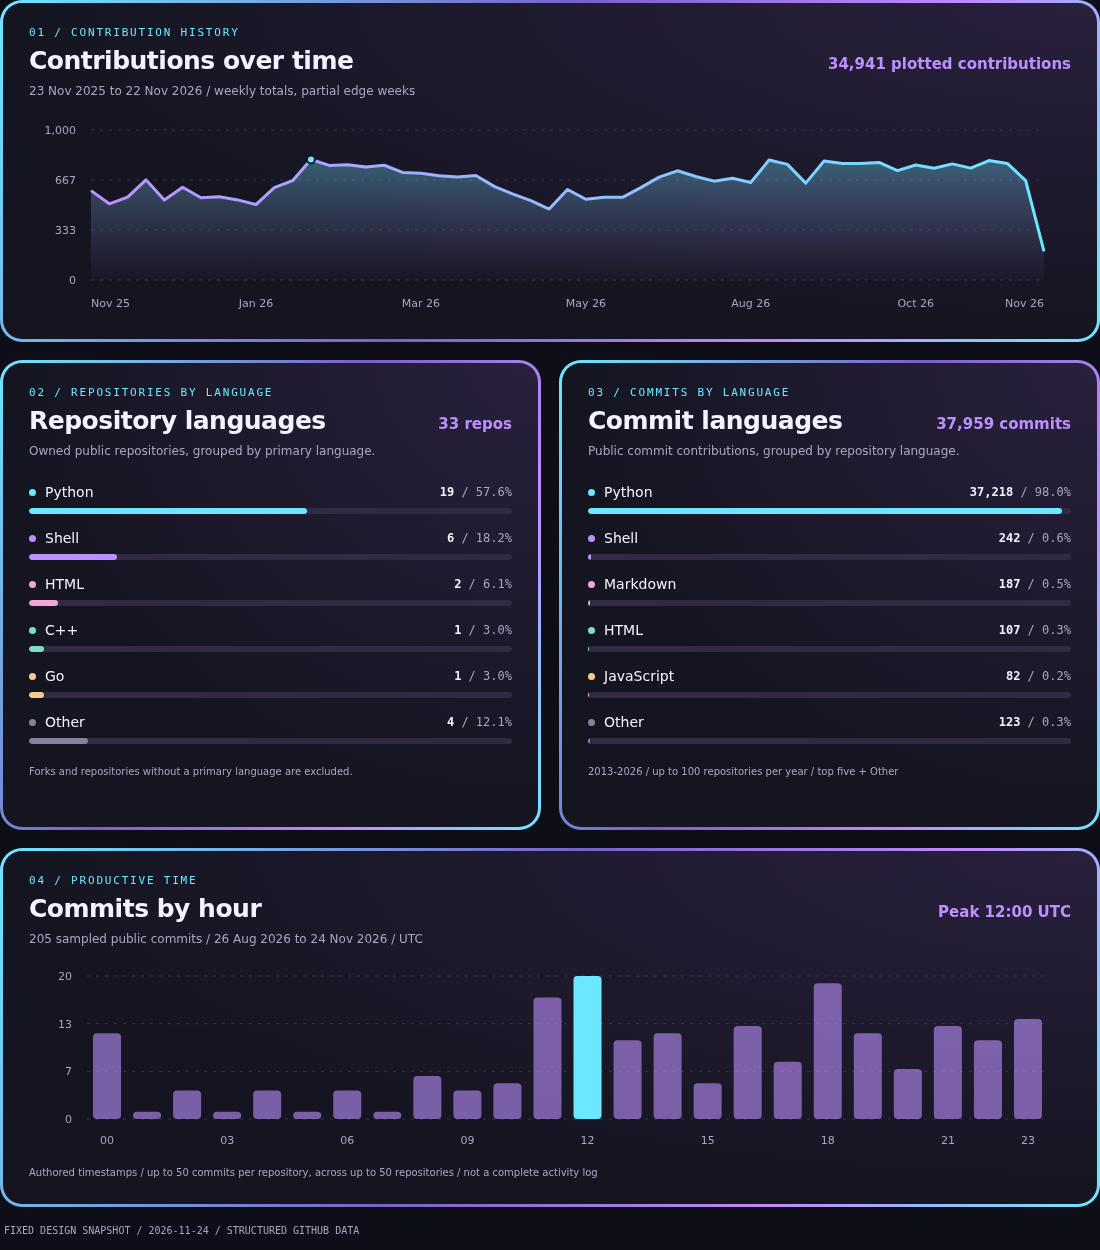 01 / CONTRIBUTION HISTORY
Contributions over time
34,941 plotted contributions
23 Nov 2025 to 22 Nov 2026 / weekly totals, partial edge weeks
1,000
667
333
0
Nov 25 Jan 26 Mar 26 May 26 Aug 26 Oct 26 Nov 26
02 / REPOSITORIES BY LANGUAGE
Repository languages
33 repos
Owned public repositories, grouped by primary language.
Python 19 / 57.6%
Shell 6 / 18.2%
HTML 2 / 6.1%
C++ 1 / 3.0%
Go 1 / 3.0%
Other 4 / 12.1%
Forks and repositories without a primary language are excluded.
03 / COMMITS BY LANGUAGE
Commit languages
37,959 commits
Public commit contributions, grouped by repository language.
Python 37,218 / 98.0%
Shell 242 / 0.6%
Markdown 187 / 0.5%
HTML 107 / 0.3%
JavaScript 82 / 0.2%
Other 123 / 0.3%
2013-2026 / up to 100 repositories per year / top five + Other
04 / PRODUCTIVE TIME
Commits by hour
Peak 12:00 UTC
205 sampled public commits / 26 Aug 2026 to 24 Nov 2026 / UTC
20
13
7
0
00 03 06 09 12 15 18 21 23
Authored timestamps / up to 50 commits per repository, across up to 50 repositories / not a complete activity log
FIXED DESIGN SNAPSHOT / 2026-11-24 / STRUCTURED GITHUB DATA